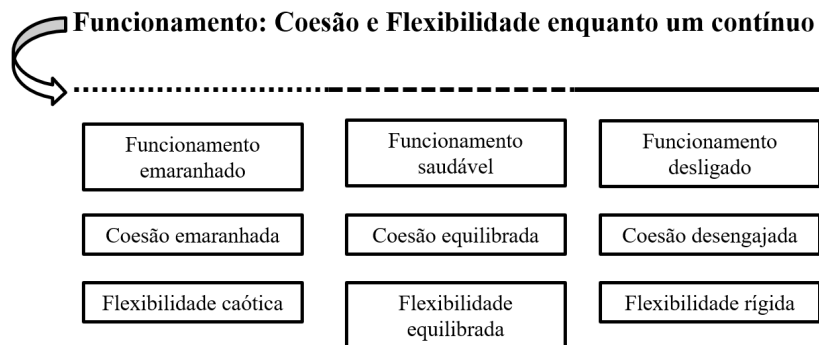 Funcionamento: Coesão e Flexibilidade enquanto um contínuo
Funcionamento
emaranhado
Funcionamento
saudável
Funcionamento
desligado
Coesão emaranhada
Coesão equilibrada
Coesão desengajada
Flexibilidade caótica
Flexibilidade
equilibrada
Flexibilidade rígida